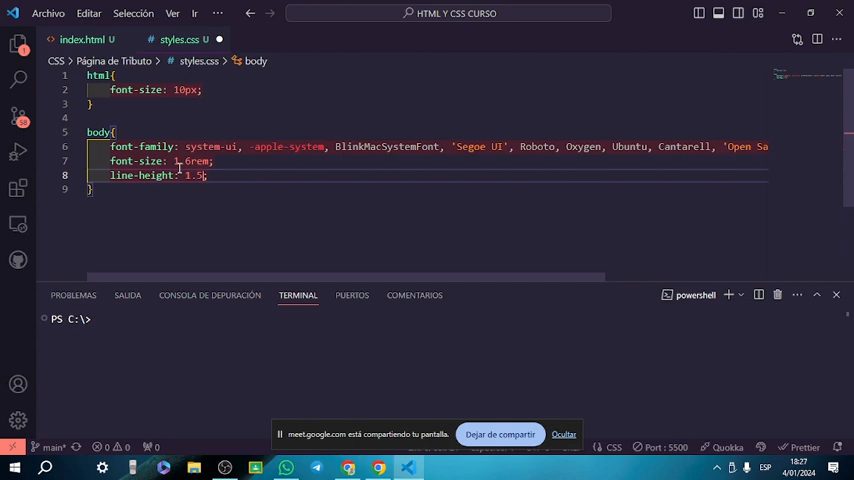 Archivo Editar Selección Ver Ir ··· HTML Y CSS CURSO
index.html U styles.css U
CSS > Página de Tributo > styles.css > body
1 html{
2 font-size: 10px;
3 }
4
5 body{
6 font-family: system-ui, -apple-system, BlinkMacSystemFont, 'Segoe UI', Roboto, Oxygen, Ubuntu, Cantarell, 'Open Sa
7 font-size: 1.6rem;
8 line-height: 1.5;
9 }
PROBLEMAS SALIDA CONSOLA DE DEPURACIÓN TERMINAL PUERTOS COMENTARIOS powershell
PS C:\>
meet.google.com está compartiendo tu pantalla. Dejar de compartir Ocultar
main* 0 0 0 CSS Port : 5500 Quokka Prettier
ESP 18:27
4/01/2024